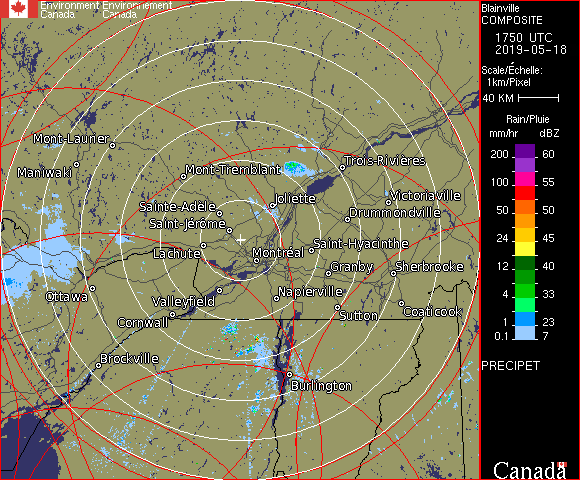 Environment Environnement
Canada Canada
Blainville
COMPOSITE
1750 UTC
2019-05-18
Scale/Échelle:
1km/Pixel
40 KM
Rain/Pluie
mm/hr dBZ
200 60
150 57
100 55
50 50
24 45
12 40
4 33
1 23
0.1 7
PRECIPET
Canada
Mont-Laurier
Maniwaki
Mont-Tremblant
Trois-Rivières
Sainte-Adèle
Joliette
Victoriaville
Drummondville
Saint-Jérôme
Lachute
Montréal
Saint-Hyacinthe
Granby
Sherbrooke
Ottawa
Valleyfield
Napierville
Cornwall
Sutton
Coaticook
Brockville
Burlington